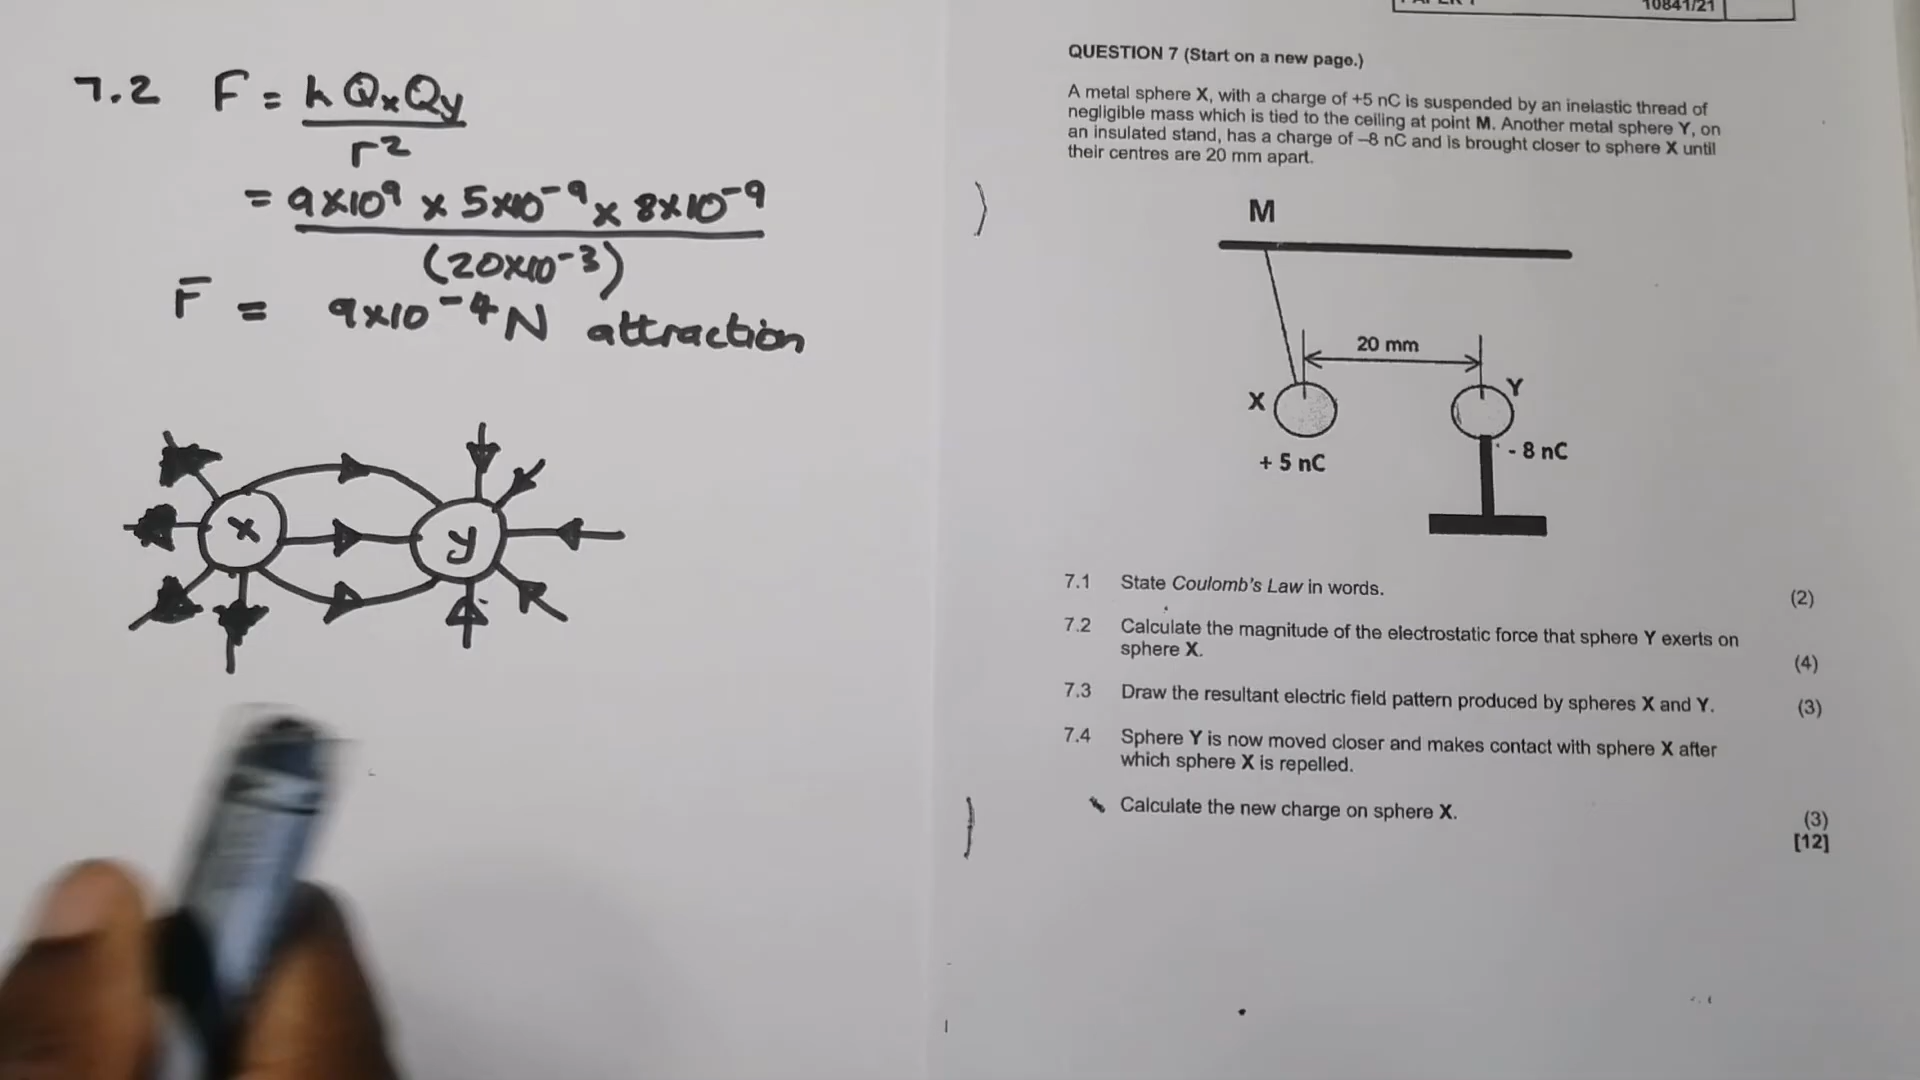 7.2 F = k QxQy
r²
= 9×10⁹ × 5×10⁻⁹ × 8×10⁻⁹
(20×10⁻³)
F = 9×10⁻⁴ N attraction
x
y
10841/21
QUESTION 7 (Start on a new page.)
A metal sphere X, with a charge of +5 nC is suspended by an inelastic thread of
negligible mass which is tied to the ceiling at point M. Another metal sphere Y, on
an insulated stand, has a charge of –8 nC and is brought closer to sphere X until
their centres are 20 mm apart.
M
20 mm
X
Y
+ 5 nC
- 8 nC
7.1 State Coulomb's Law in words. (2)
7.2 Calculate the magnitude of the electrostatic force that sphere Y exerts on
sphere X. (4)
7.3 Draw the resultant electric field pattern produced by spheres X and Y. (3)
7.4 Sphere Y is now moved closer and makes contact with sphere X after
which sphere X is repelled.
Calculate the new charge on sphere X. (3)
[12]